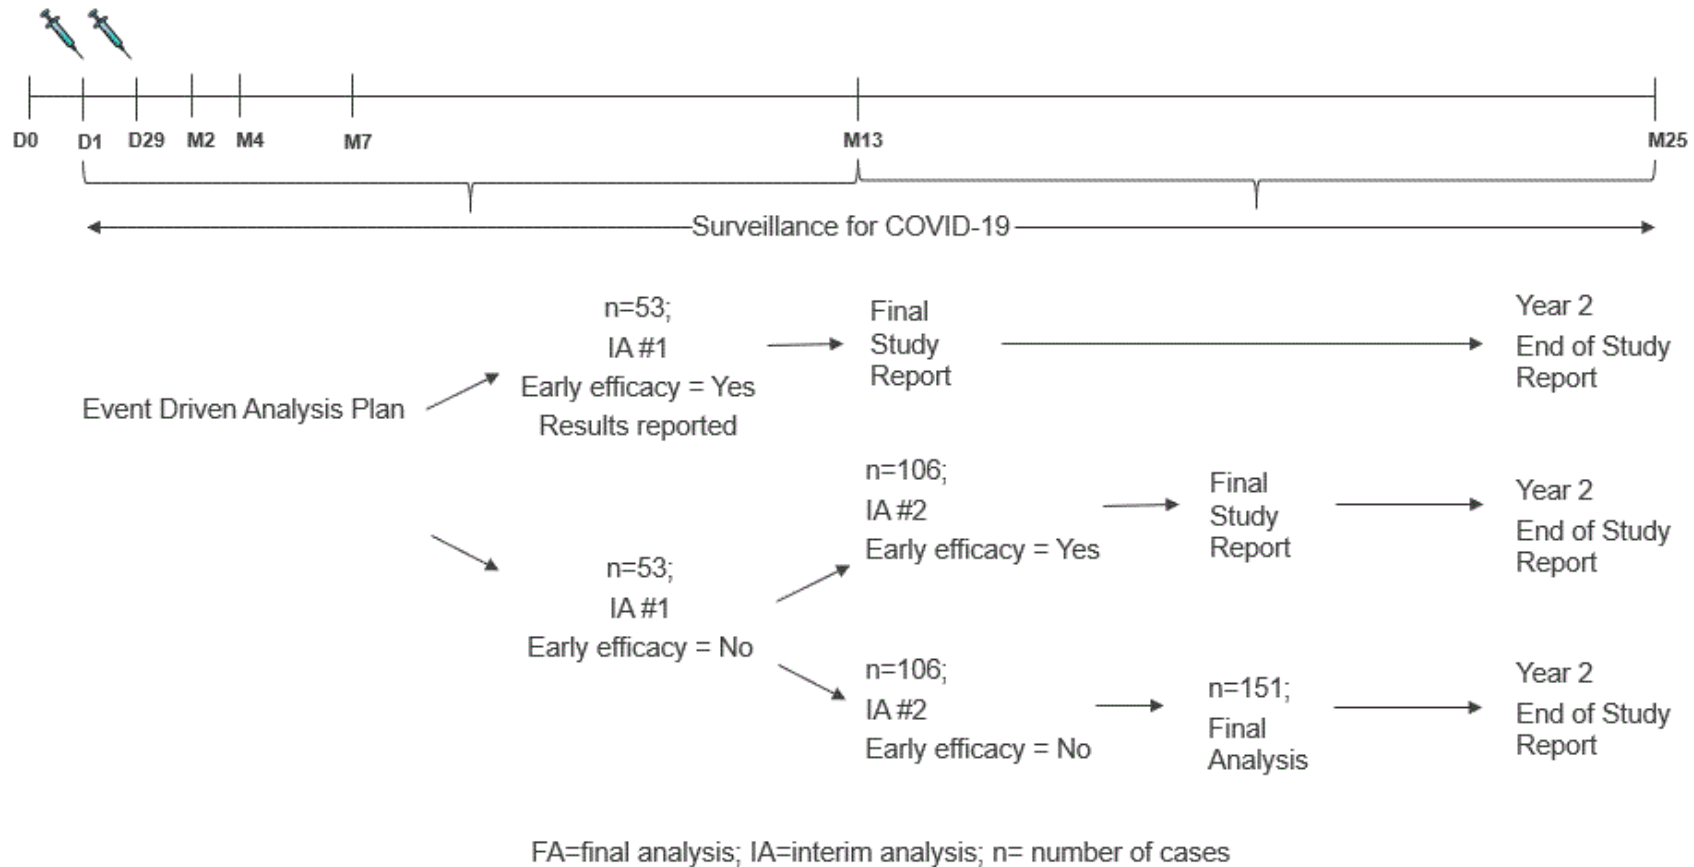 D0 D1 D29 M2 M4 M7 M13 M25
Surveillance for COVID-19
Event Driven Analysis Plan
n=53;
IA #1
Early efficacy = Yes
Results reported
Final
Study
Report
Year 2
End of Study
Report
n=53;
IA #1
Early efficacy = No
n=106;
IA #2
Early efficacy = Yes
Final
Study
Report
Year 2
End of Study
Report
n=106;
IA #2
Early efficacy = No
n=151;
Final
Analysis
Year 2
End of Study
Report
FA=final analysis; IA=interim analysis; n= number of cases